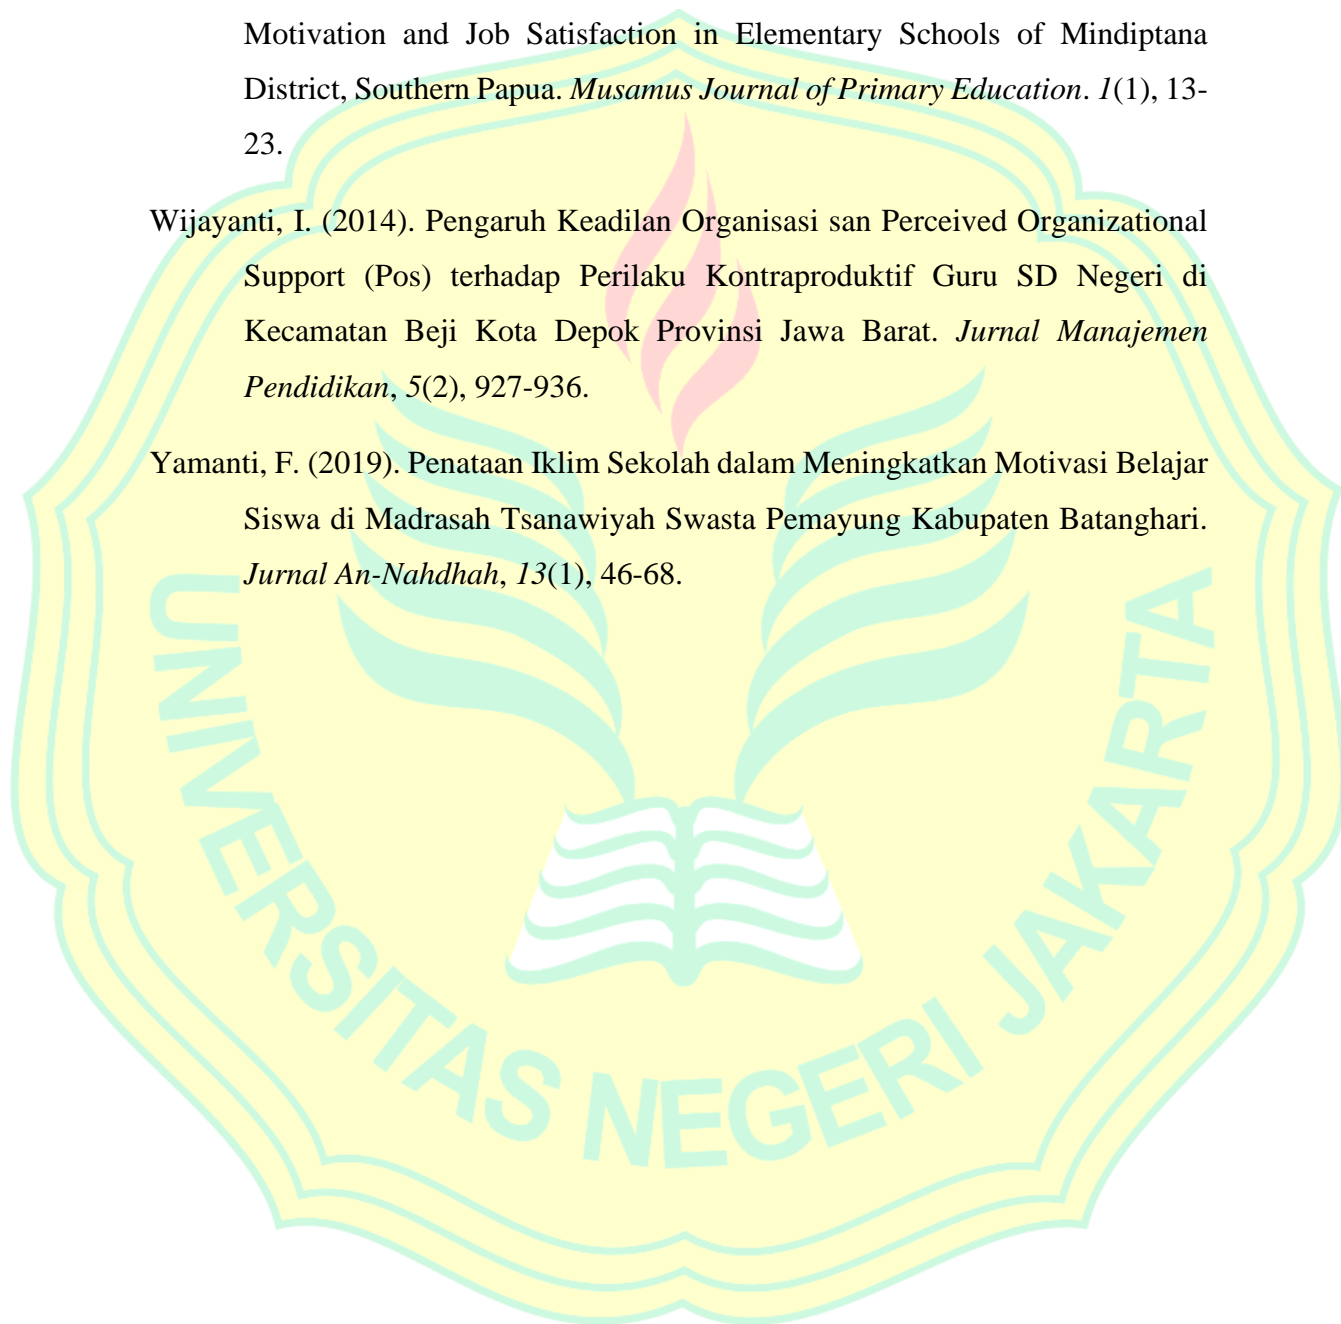 Motivation and Job Satisfaction in Elementary Schools of Mindiptana
District, Southern Papua. Musamus Journal of Primary Education. 1(1), 13-
23.
Wijayanti, I. (2014). Pengaruh Keadilan Organisasi san Perceived Organizational
Support (Pos) terhadap Perilaku Kontraproduktif Guru SD Negeri di
Kecamatan Beji Kota Depok Provinsi Jawa Barat. Jurnal Manajemen
Pendidikan, 5(2), 927-936.
Yamanti, F. (2019). Penataan Iklim Sekolah dalam Meningkatkan Motivasi Belajar
Siswa di Madrasah Tsanawiyah Swasta Pemayung Kabupaten Batanghari.
Jurnal An-Nahdhah, 13(1), 46-68.
UNIVERSITAS NEGERI JAKARTA